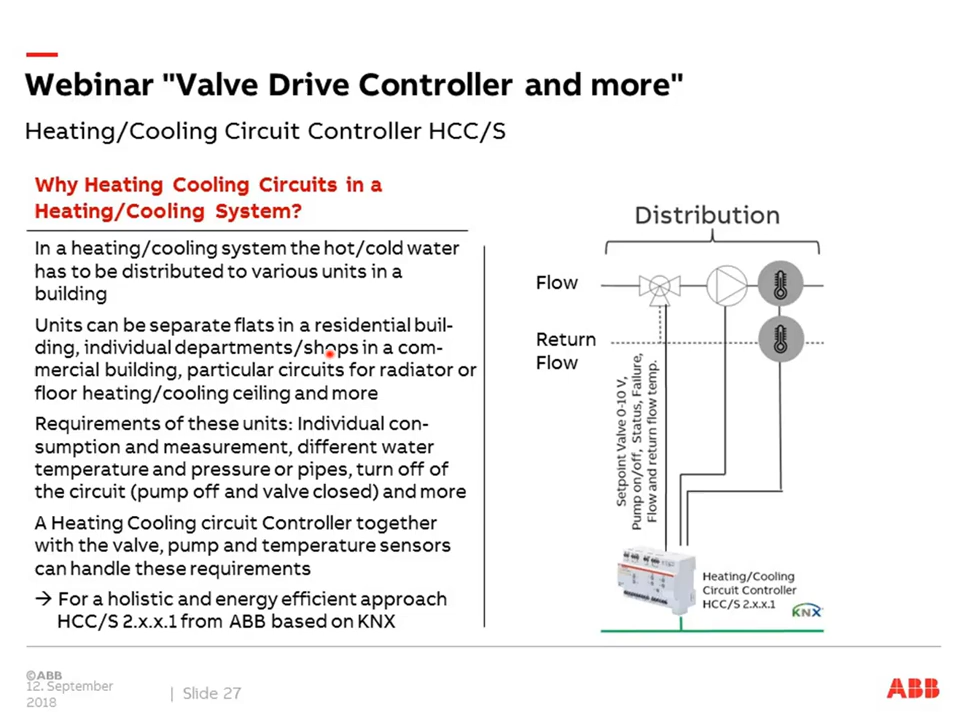 Webinar "Valve Drive Controller and more"
Heating/Cooling Circuit Controller HCC/S
Why Heating Cooling Circuits in a
Heating/Cooling System?
In a heating/cooling system the hot/cold water
has to be distributed to various units in a
building
Units can be separate flats in a residential buil-
ding, individual departments/shops in a com-
mercial building, particular circuits for radiator or
floor heating/cooling ceiling and more
Requirements of these units: Individual con-
sumption and measurement, different water
temperature and pressure or pipes, turn off of
the circuit (pump off and valve closed) and more
A Heating Cooling circuit Controller together
with the valve, pump and temperature sensors
can handle these requirements
→ For a holistic and energy efficient approach
HCC/S 2.x.x.1 from ABB based on KNX
Distribution
Flow
Return
Flow
Setpoint Valve 0-10 V,
Pump on/off, Status, Failure,
Flow and return flow temp.
Heating/Cooling
Circuit Controller
HCC/S 2.x.x.1
KNX
©ABB
12. September
2018
| Slide 27
ABB